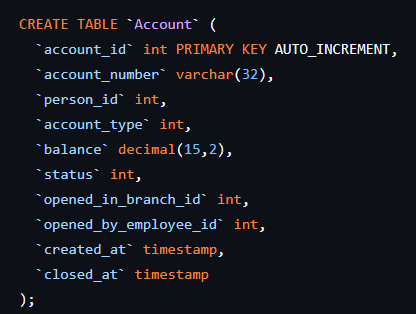 CREATE TABLE `Account` (
  `account_id` int PRIMARY KEY AUTO_INCREMENT,
  `account_number` varchar(32),
  `person_id` int,
  `account_type` int,
  `balance` decimal(15,2),
  `status` int,
  `opened_in_branch_id` int,
  `opened_by_employee_id` int,
  `created_at` timestamp,
  `closed_at` timestamp
);